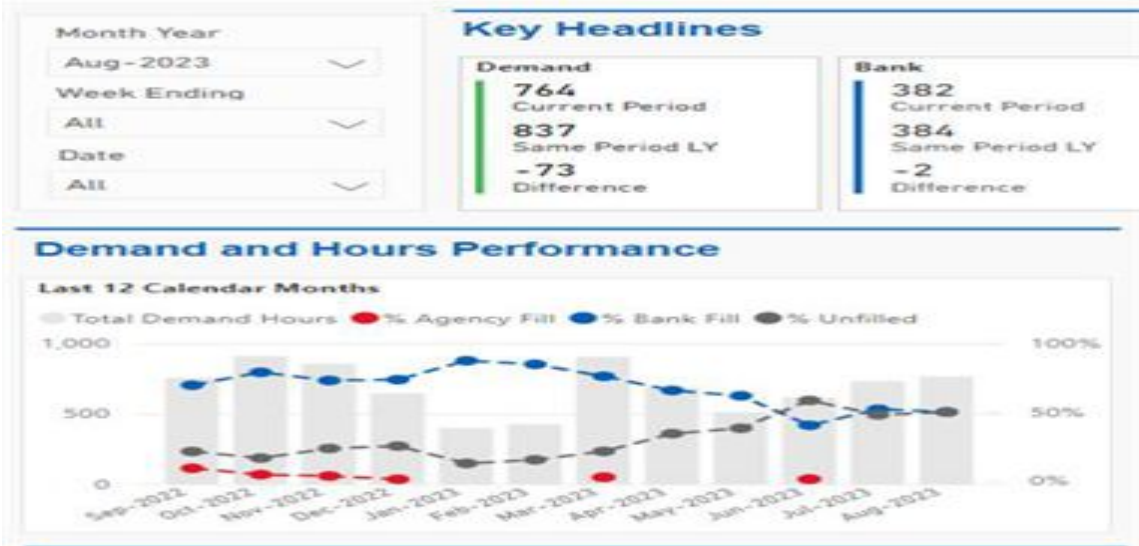 Month Year
Aug-2023
Week Ending
All
Date
All
Key Headlines
Demand
764
Current Period
837
Same Period LY
-73
Difference
Bank
382
Current Period
384
Same Period LY
-2
Difference
Demand and Hours Performance
Last 12 Calendar Months
Total Demand Hours % Agency Fill % Bank Fill % Unfilled
1,000 100%
500 50%
0 0%
Sep-2022 Oct-2022 Nov-2022 Dec-2022 Jan-2023 Feb-2023 Mar-2023 Apr-2023 May-2023 Jun-2023 Jul-2023 Aug-2023